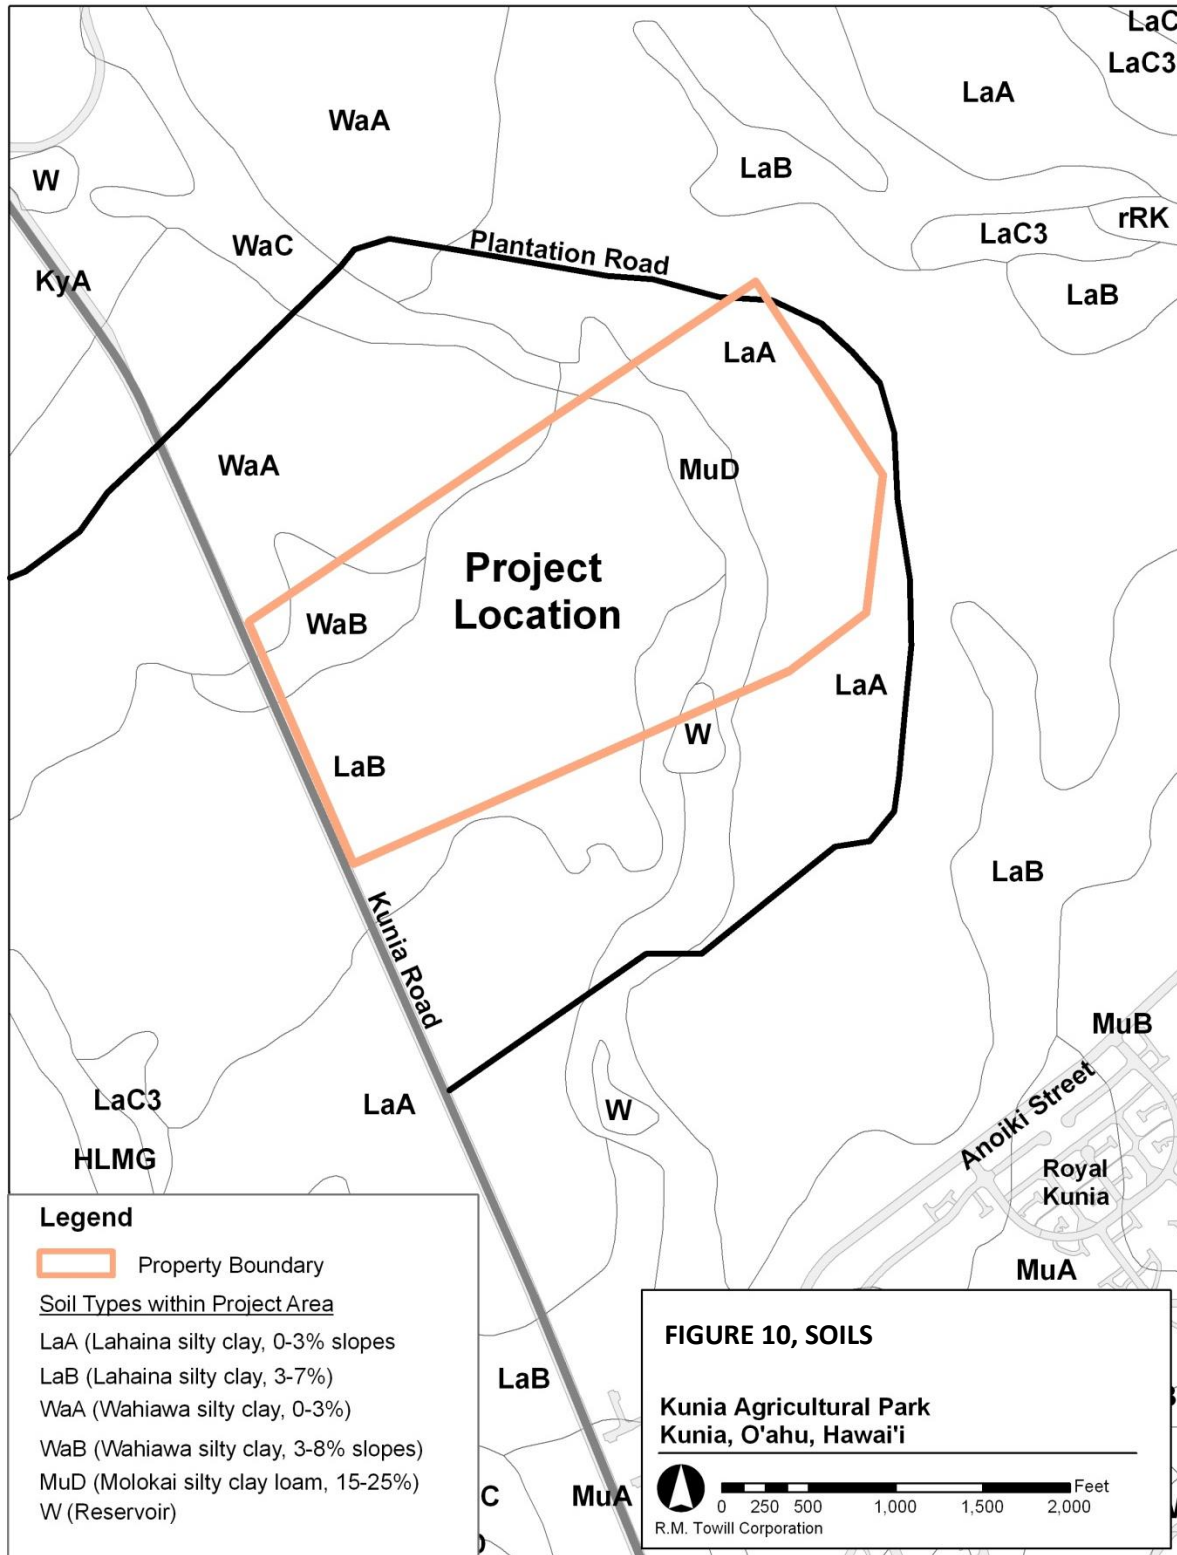 LaC
LaC3
LaA
WaA
LaB
W
rRK
LaC3
WaC
Plantation Road
KyA
LaB
LaA
WaA
MuD
Project
Location
WaB
LaA
W
LaB
LaB
Kunia Road
MuB
LaC3
LaA
W
Anoiki Street
HLMG
Royal
Kunia
MuA
Legend
Property Boundary
Soil Types within Project Area
LaA (Lahaina silty clay, 0-3% slopes
LaB (Lahaina silty clay, 3-7%)
WaA (Wahiawa silty clay, 0-3%)
WaB (Wahiawa silty clay, 3-8% slopes)
MuD (Molokai silty clay loam, 15-25%)
W (Reservoir)
LaB
C
MuA
FIGURE 10, SOILS
Kunia Agricultural Park
Kunia, O'ahu, Hawai'i
Feet
0 250 500 1,000 1,500 2,000
R.M. Towill Corporation